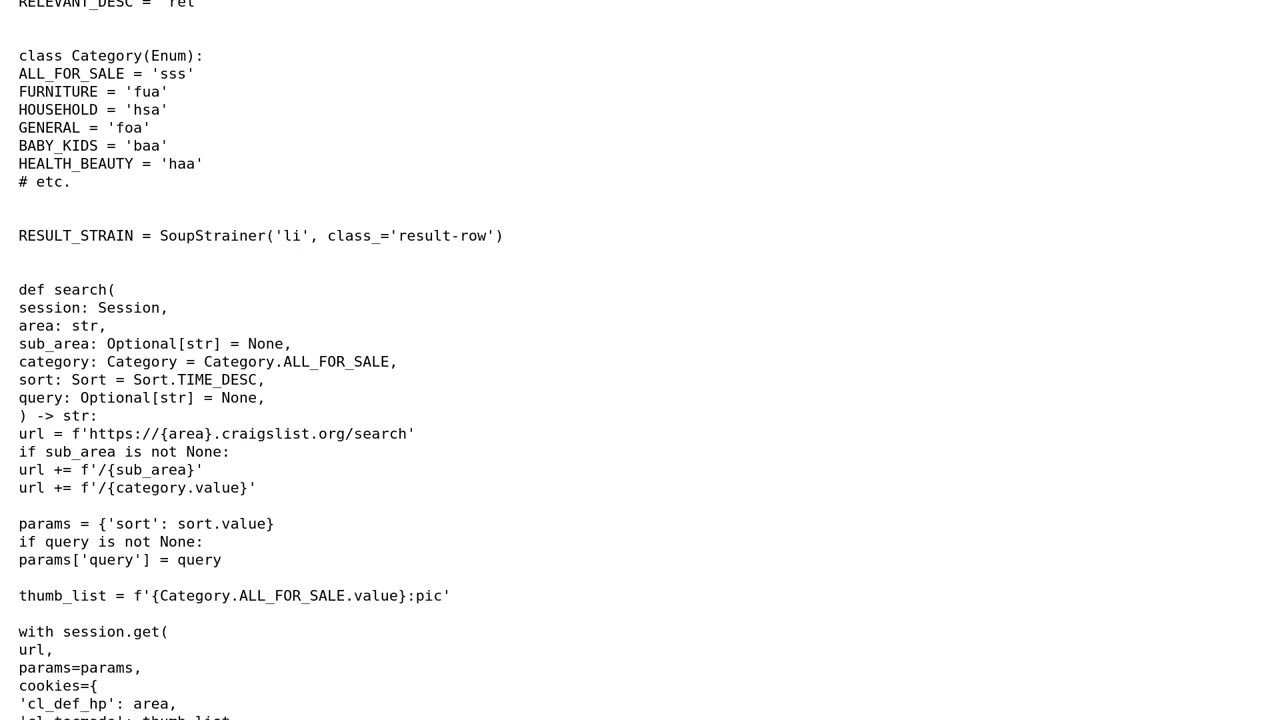 RELEVANT_DESC = 'rel'
class Category(Enum):
ALL_FOR_SALE = 'sss'
FURNITURE = 'fua'
HOUSEHOLD = 'hsa'
GENERAL = 'foa'
BABY_KIDS = 'baa'
HEALTH_BEAUTY = 'haa'
# etc.
RESULT_STRAIN = SoupStrainer('li', class_='result-row')
def search(
session: Session,
area: str,
sub_area: Optional[str] = None,
category: Category = Category.ALL_FOR_SALE,
sort: Sort = Sort.TIME_DESC,
query: Optional[str] = None,
) -> str:
url = f'https://{area}.craigslist.org/search'
if sub_area is not None:
url += f'/{sub_area}'
url += f'/{category.value}'
params = {'sort': sort.value}
if query is not None:
params['query'] = query
thumb_list = f'{Category.ALL_FOR_SALE.value}:pic'
with session.get(
url,
params=params,
cookies={
'cl_def_hp': area,
'cl_tocmode': thumb_list,